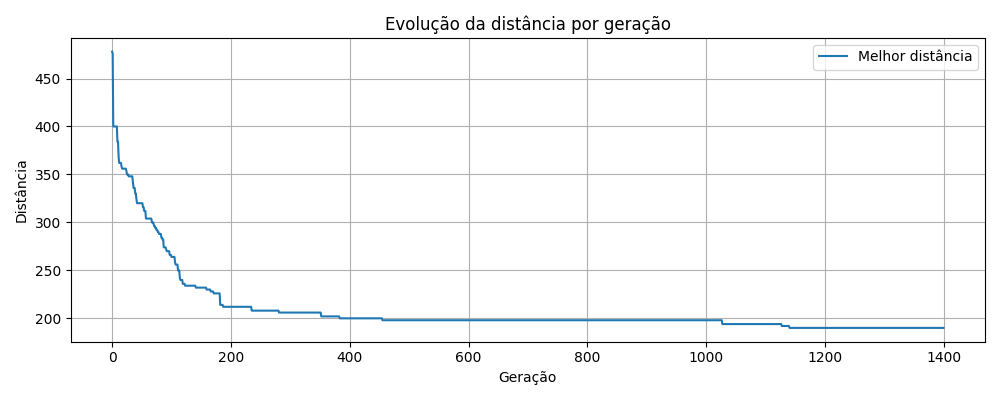 Evolução da distância por geração
Melhor distância
Distância
450
400
350
300
250
200
0 200 400 600 800 1000 1200 1400
Geração